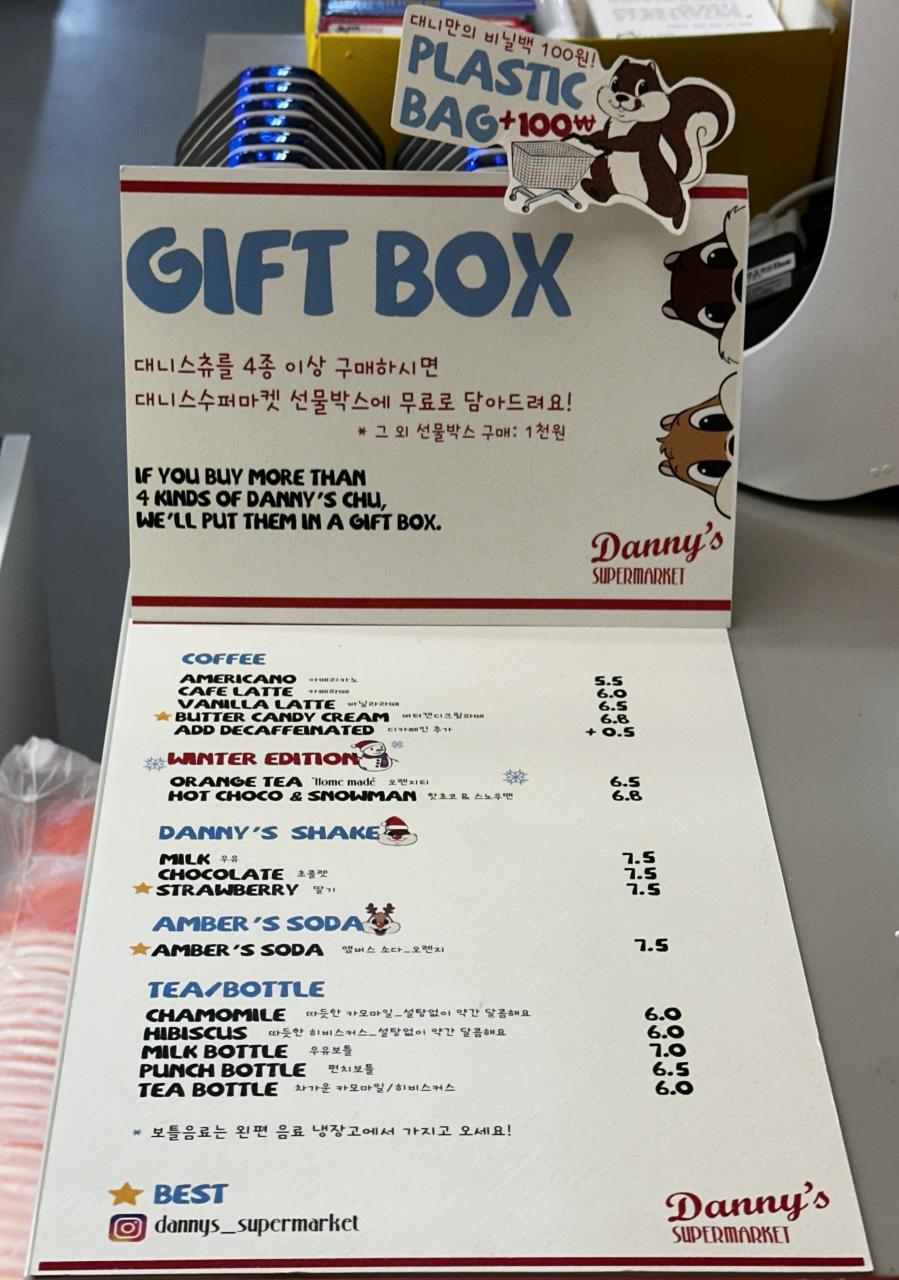 대니만의 비닐백 100원!
PLASTIC
BAG+100₩
GIFT BOX
대니스츄를 4종 이상 구매하시면
대니스수퍼마켓 선물박스에 무료로 담아드려요!
* 그 외 선물박스 구매: 1천원
IF YOU BUY MORE THAN
4 KINDS OF DANNY'S CHU,
WE'LL PUT THEM IN A GIFT BOX.
Danny's
SUPERMARKET
COFFEE
AMERICANO 아메리카노 5.5
CAFE LATTE 카페라떼 6.0
VANILLA LATTE 바닐라라떼 6.5
BUTTER CANDY CREAM 버터캔디크림라떼 6.8
ADD DECAFFEINATED 디카페인 추가 + 0.5
WINTER EDITION
ORANGE TEA "Home made" 오렌지티 6.5
HOT CHOCO & SNOWMAN 핫초코 & 스노우맨 6.8
DANNY'S SHAKE
MILK 우유 7.5
CHOCOLATE 초콜렛 7.5
STRAWBERRY 딸기 7.5
AMBER'S SODA
AMBER'S SODA 앰버스 소다_오렌지 7.5
TEA/BOTTLE
CHAMOMILE 따듯한 카모마일_설탕없이 약간 달콤해요 6.0
HIBISCUS 따듯한 히비스커스_설탕없이 약간 달콤해요 6.0
MILK BOTTLE 우유보틀 7.0
PUNCH BOTTLE 펀치보틀 6.5
TEA BOTTLE 차가운 카모마일/히비스커스 6.0
* 보틀음료는 왼편 음료 냉장고에서 가지고 오세요!
BEST
dannys_supermarket
Danny's
SUPERMARKET